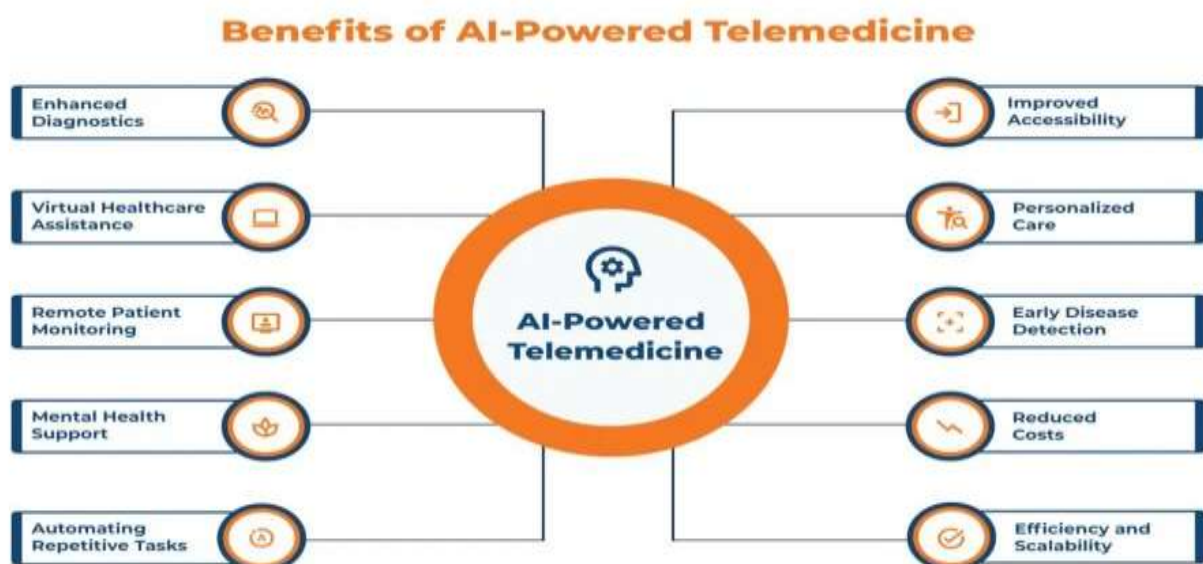 Benefits of AI-Powered Telemedicine
Enhanced
Diagnostics
Virtual Healthcare
Assistance
Remote Patient
Monitoring
Mental Health
Support
Automating
Repetitive Tasks
AI-Powered
Telemedicine
Improved
Accessibility
Personalized
Care
Early Disease
Detection
Reduced
Costs
Efficiency and
Scalability